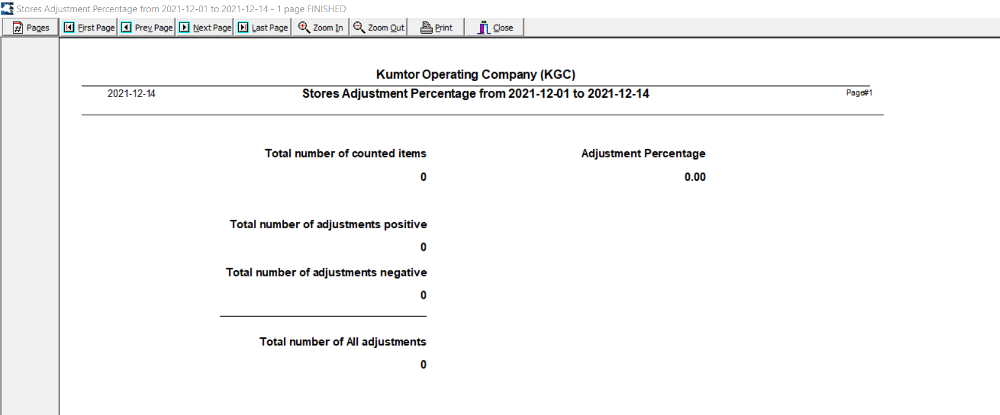 Stores Adjustment Percentage from 2021-12-01 to 2021-12-14 - 1 page FINISHED
Pages First Page Prev Page Next Page Last Page Zoom In Zoom Out Print Close
Kumtor Operating Company (KGC)
2021-12-14 Stores Adjustment Percentage from 2021-12-01 to 2021-12-14 Page#1
Total number of counted items Adjustment Percentage
0 0.00
Total number of adjustments positive
0
Total number of adjustments negative
0
Total number of All adjustments
0